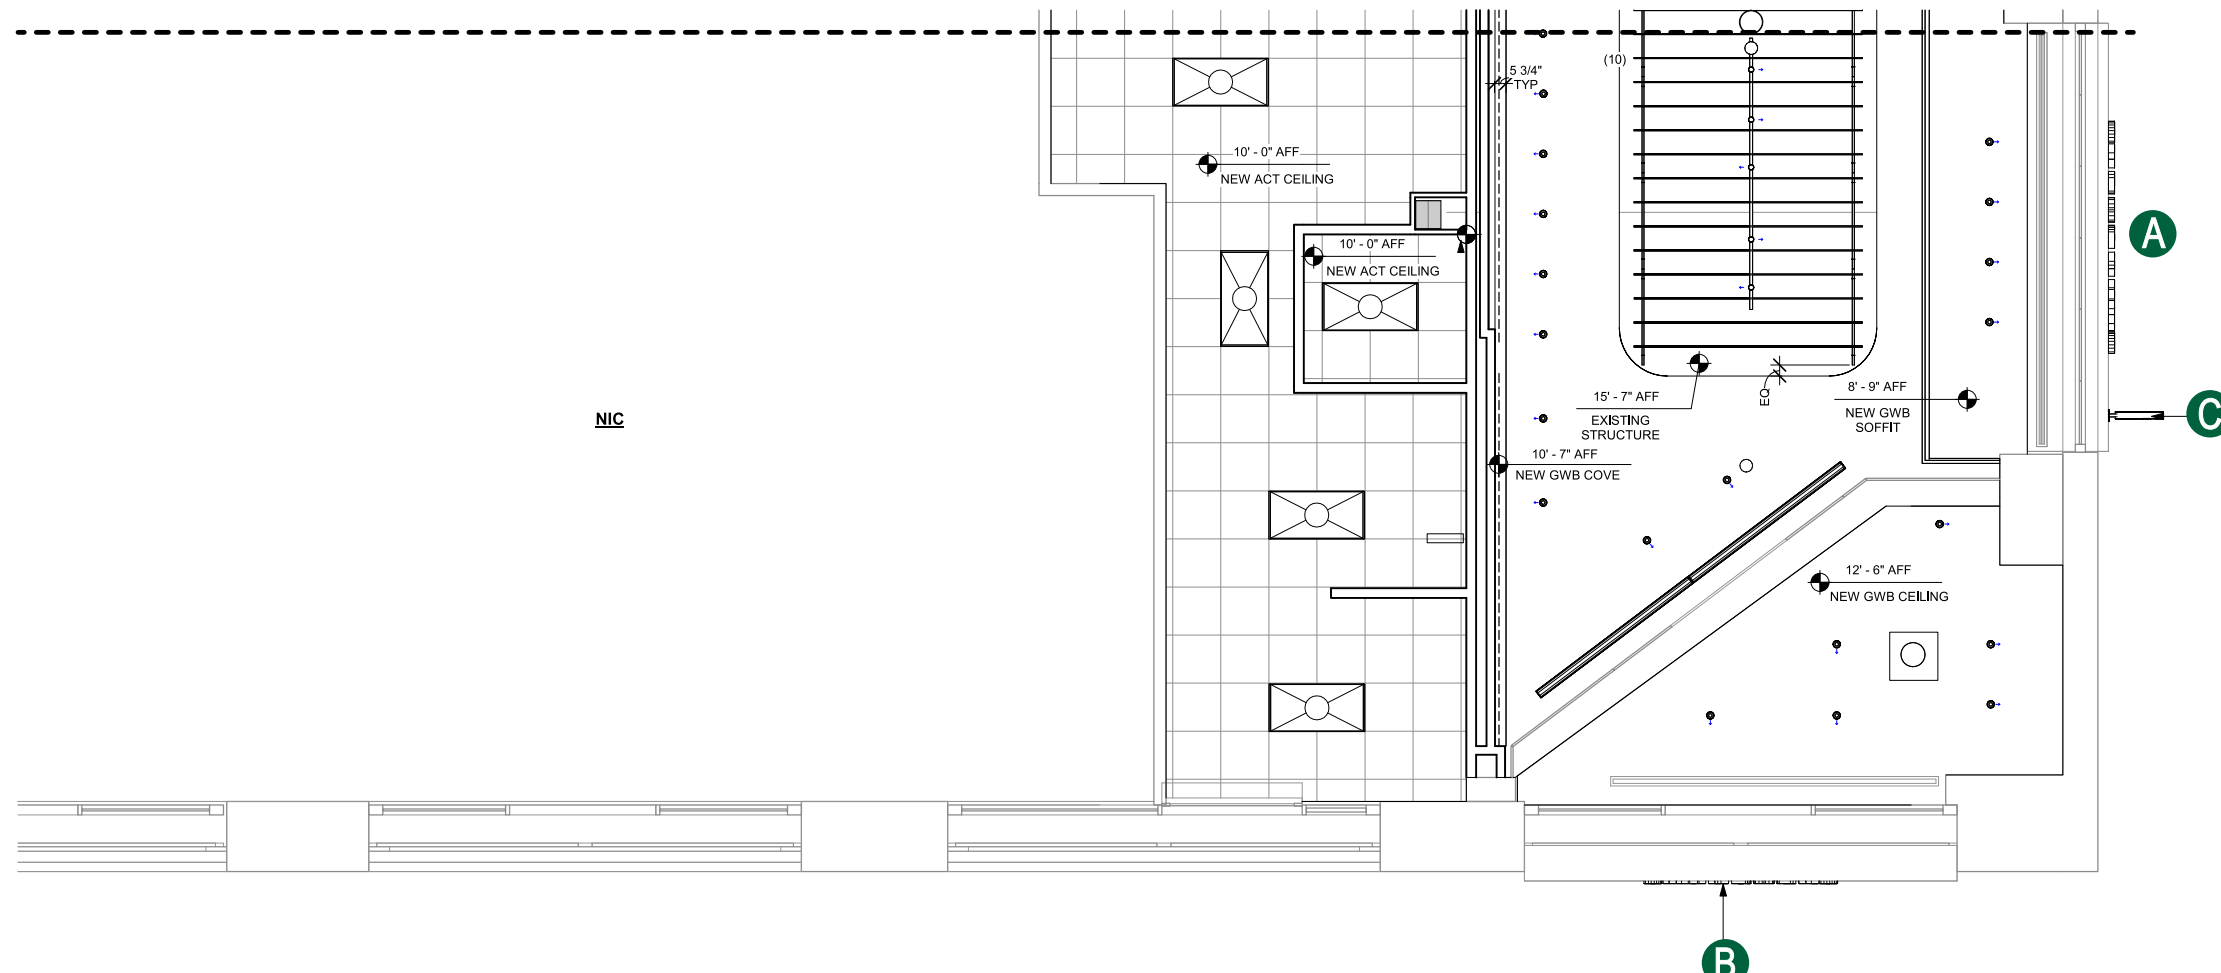 (10)
5 3/4"
TYP
10' - 0" AFF
NEW ACT CEILING
A
10' - 0" AFF
NEW ACT CEILING
15' - 7" AFF
EXISTING
STRUCTURE
EQ
8' - 9" AFF
NEW GWB
SOFFIT
C
NIC
10' - 7" AFF
NEW GWB COVE
12' - 6" AFF
NEW GWB CEILING
B